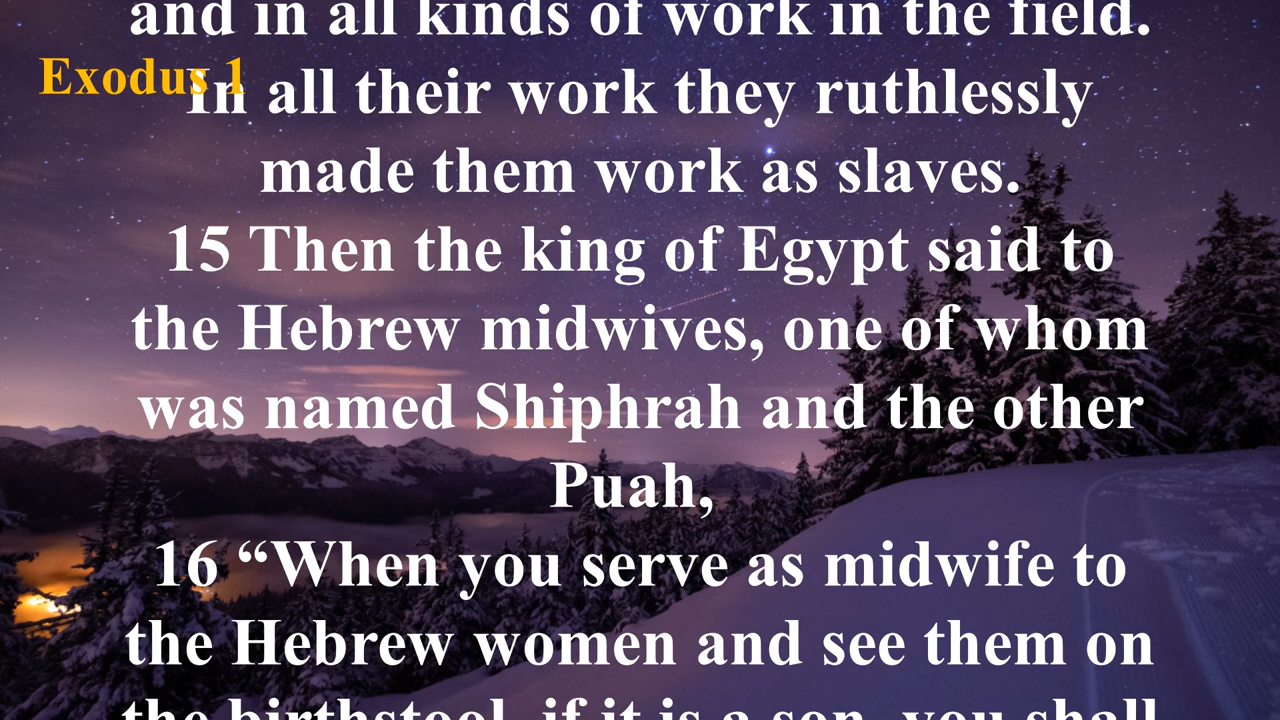 and in all kinds of work in the field.
Exodus 1
In all their work they ruthlessly
made them work as slaves.
15 Then the king of Egypt said to
the Hebrew midwives, one of whom
was named Shiphrah and the other
Puah,
16 “When you serve as midwife to
the Hebrew women and see them on
the birthstool, if it is a son, you shall